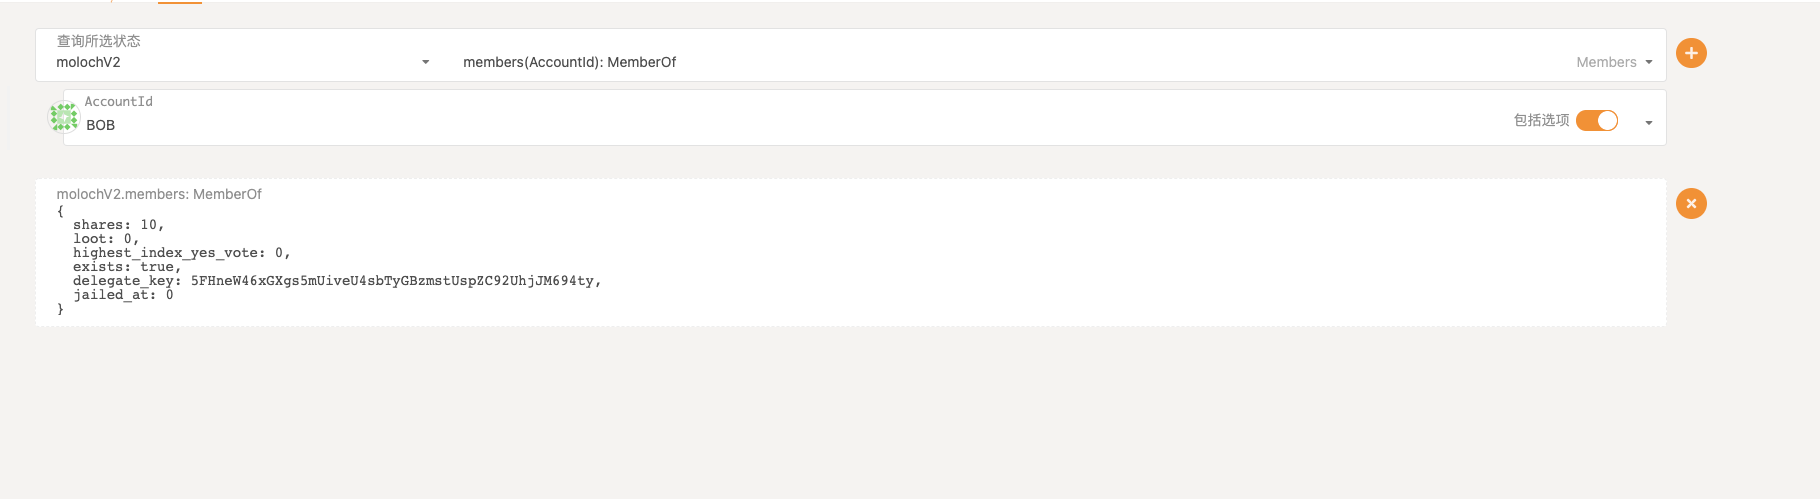 查询所选状态
molochV2
members(AccountId): MemberOf
Members
AccountId
BOB
包括选项
molochV2.members: MemberOf
{
  shares: 10,
  loot: 0,
  highest_index_yes_vote: 0,
  exists: true,
  delegate_key: 5FHneW46xGXgs5mUiveU4sbTyGBzmstUspZC92UhjJM694ty,
  jailed_at: 0
}